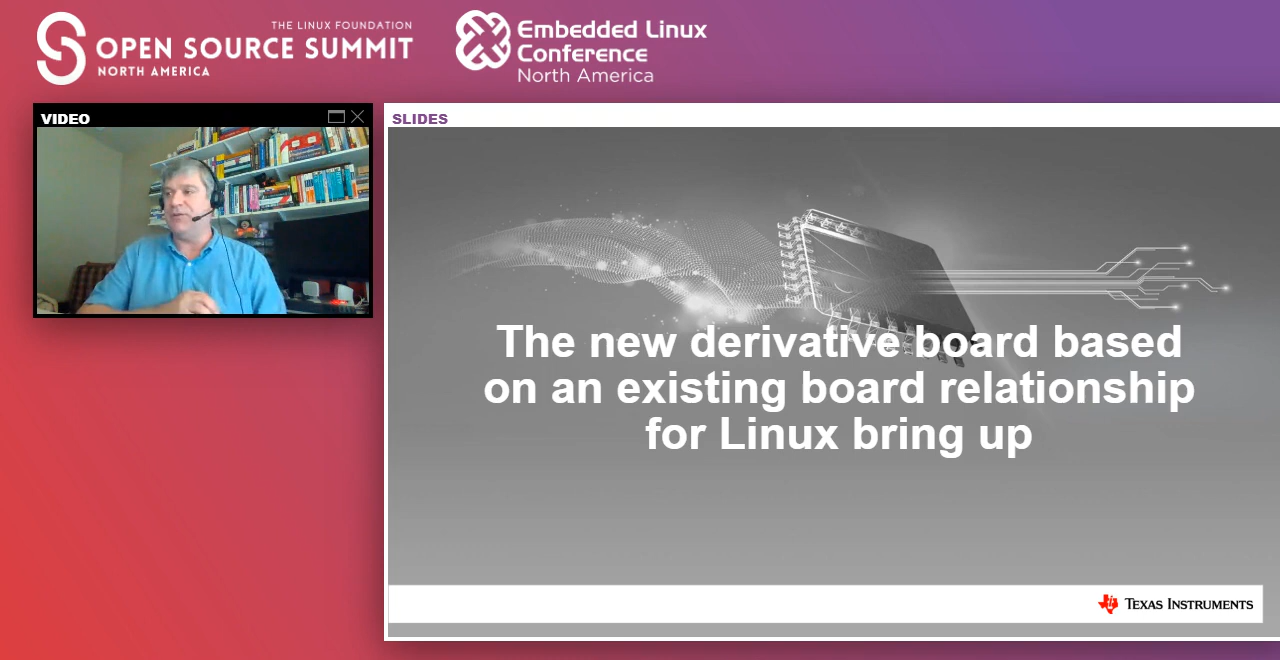 THE LINUX FOUNDATION
OPEN SOURCE SUMMIT
NORTH AMERICA
Embedded Linux
Conference
North America
VIDEO
SLIDES
The new derivative board based
on an existing board relationship
for Linux bring up
TEXAS INSTRUMENTS